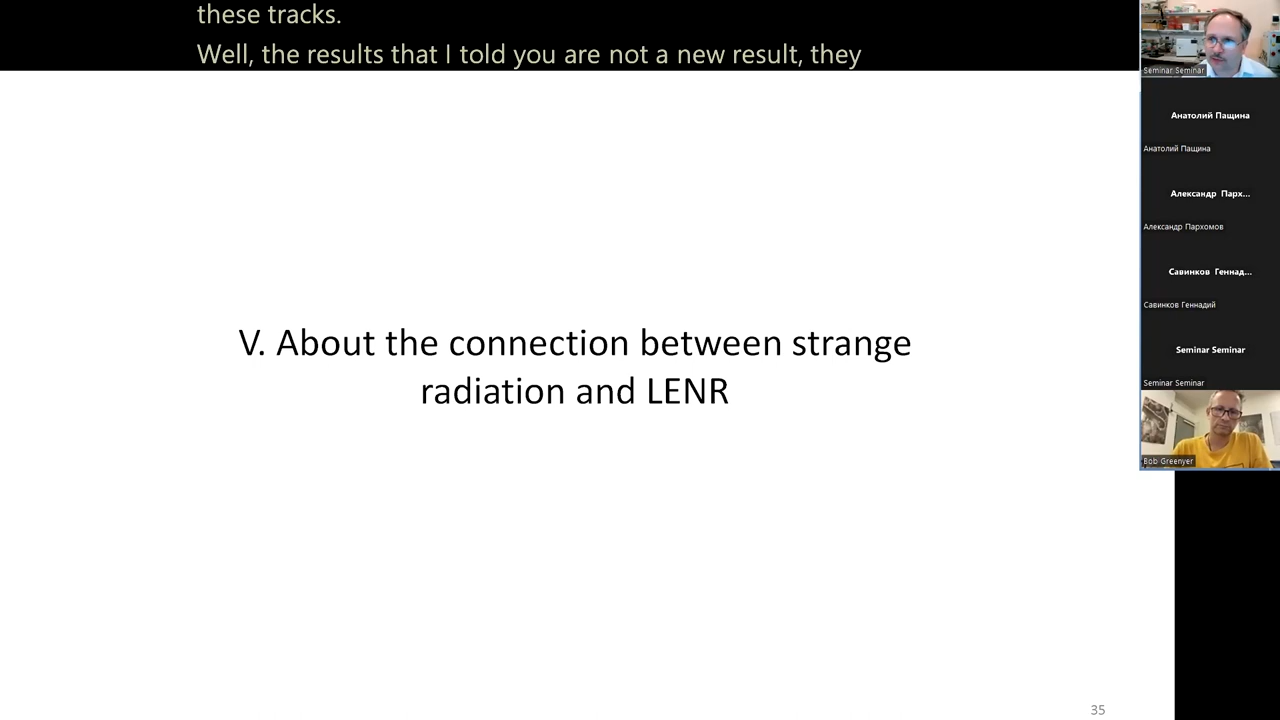 these tracks.
Well, the results that I told you are not a new result, they
V. About the connection between strange
radiation and LENR
35
Seminar Seminar
Анатолий Пащина
Анатолий Пащина
Александр Парх...
Александр Пархомов
Савинков Геннад...
Савинков Геннадий
Seminar Seminar
Seminar Seminar
Bob Greenyer